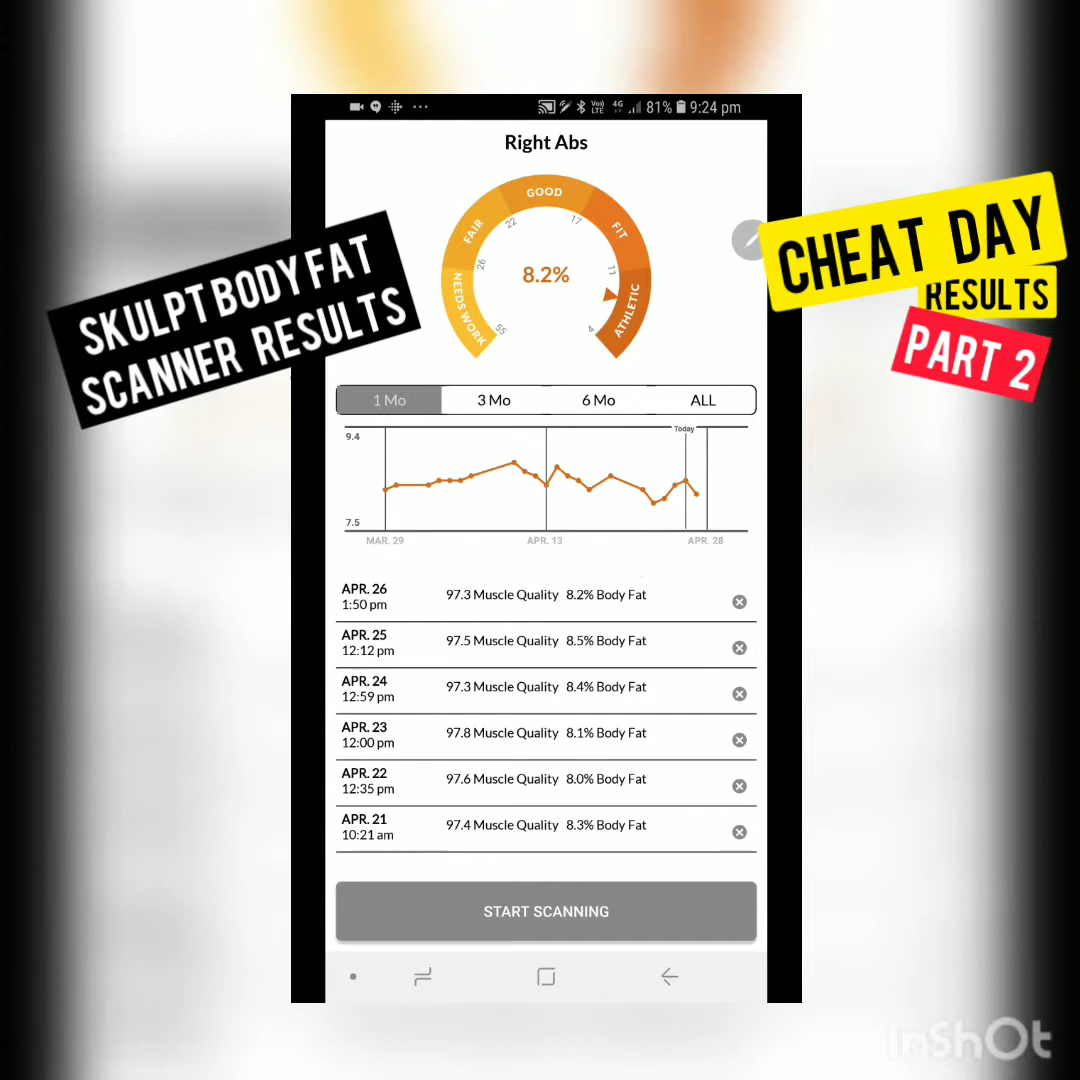 81% 9:24 pm
Right Abs
GOOD
FAIR
FIT
22
17
26
11
8.2%
NEEDS WORK
ATHLETIC
55
4
SKULPT BODY FAT
SCANNER RESULTS
CHEAT DAY
RESULTS
PART 2
1 Mo 3 Mo 6 Mo ALL
Today
9.4
7.5
MAR. 29 APR. 13 APR. 28
APR. 26
1:50 pm
97.3 Muscle Quality 8.2% Body Fat
APR. 25
12:12 pm
97.5 Muscle Quality 8.5% Body Fat
APR. 24
12:59 pm
97.3 Muscle Quality 8.4% Body Fat
APR. 23
12:00 pm
97.8 Muscle Quality 8.1% Body Fat
APR. 22
12:35 pm
97.6 Muscle Quality 8.0% Body Fat
APR. 21
10:21 am
97.4 Muscle Quality 8.3% Body Fat
START SCANNING
InShOt